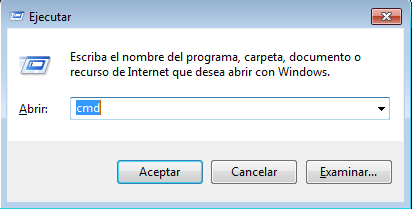 Ejecutar
Escriba el nombre del programa, carpeta, documento o
recurso de Internet que desea abrir con Windows.
Abrir: cmd
Aceptar Cancelar Examinar...